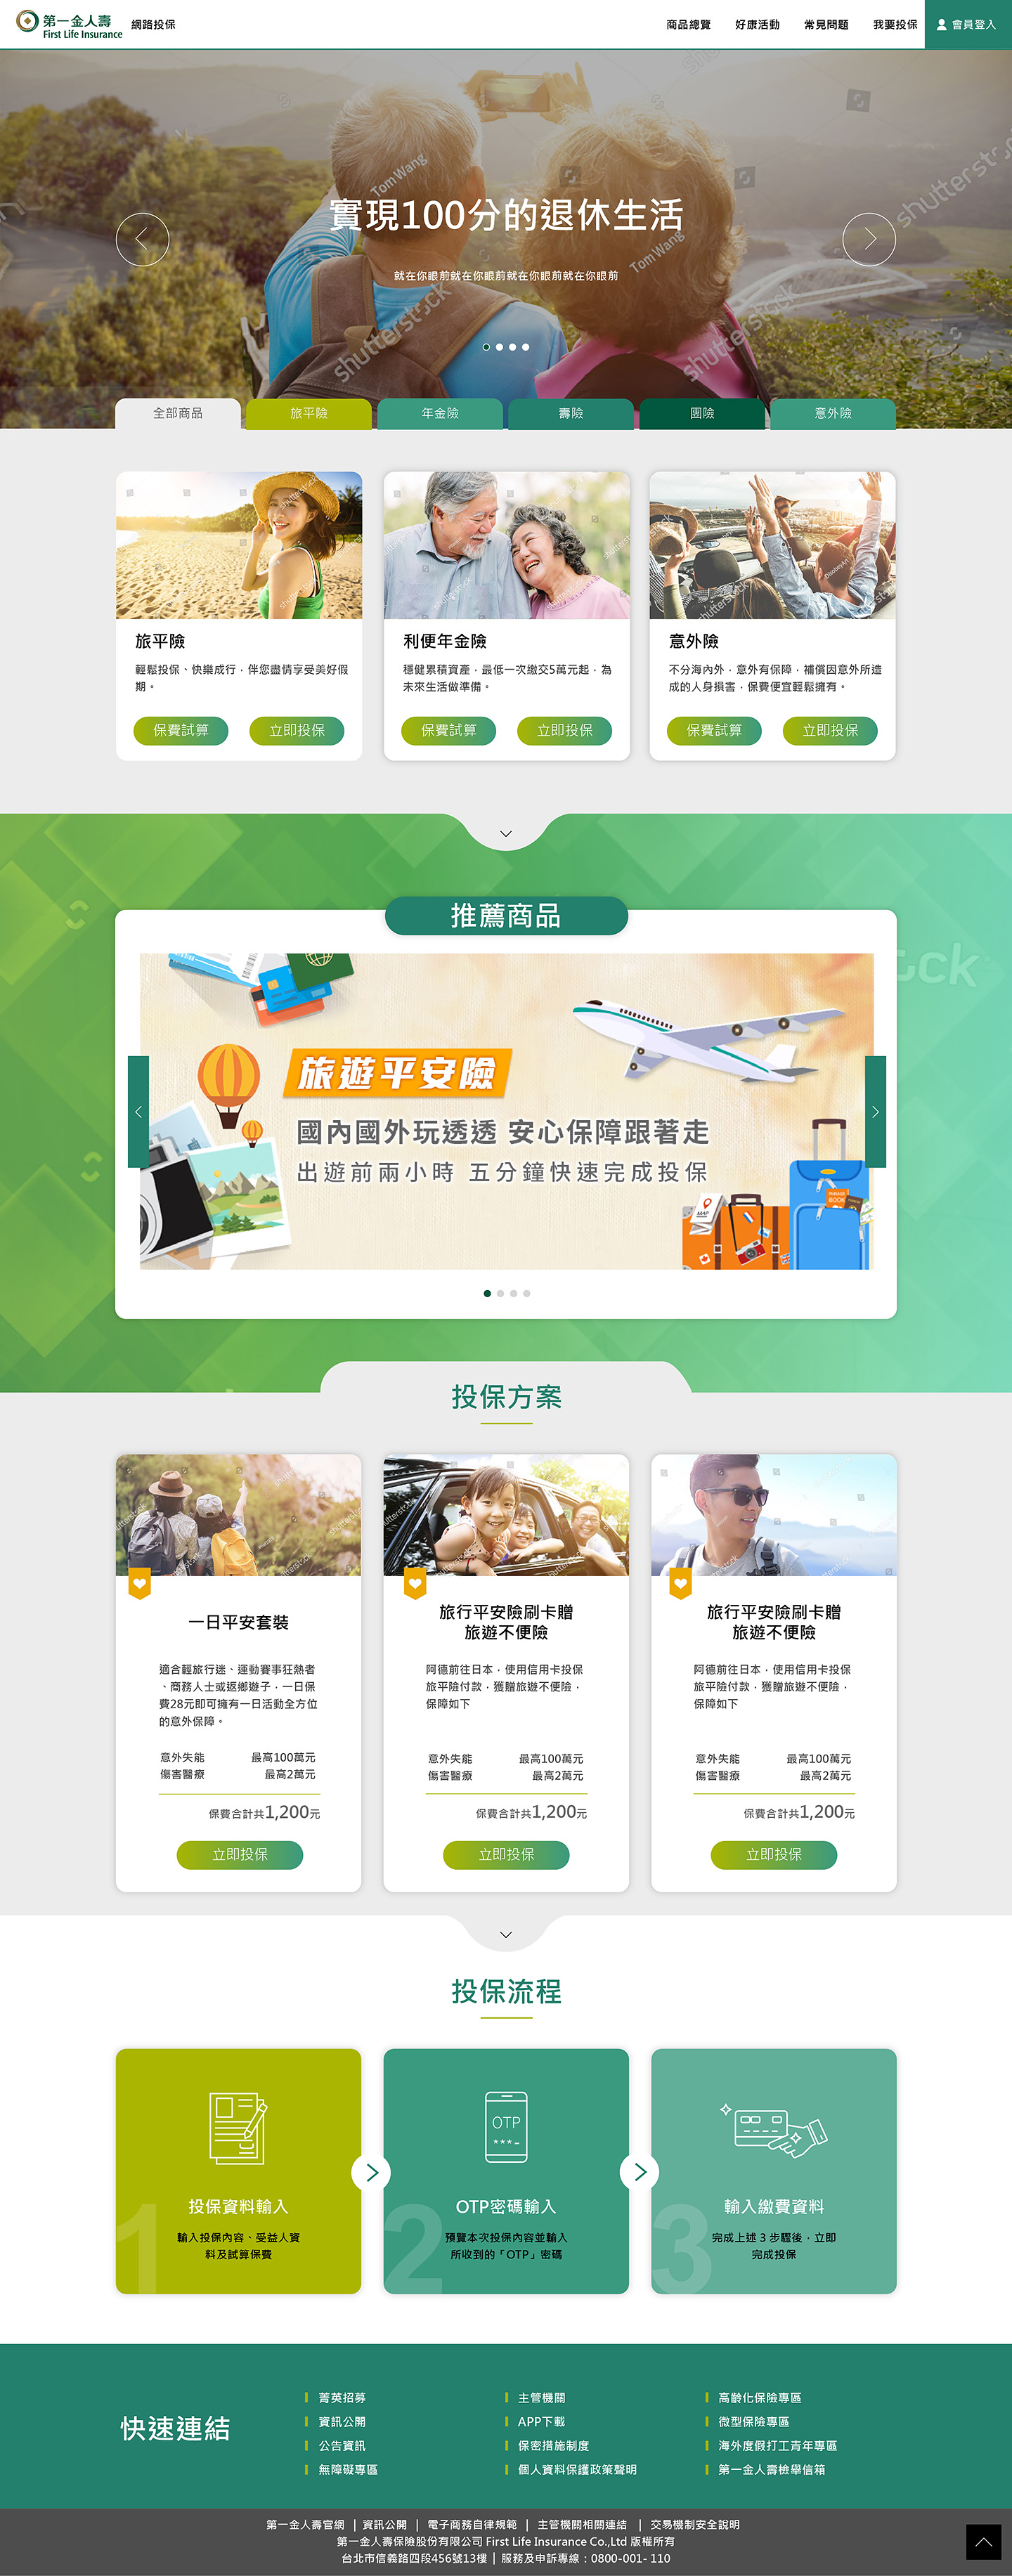 第一金人壽
First Life Insurance
網路投保
商品總覽
好康活動
常見問題
我要投保
會員登入
TomWang
實現100分的退休生活
TomWang
就在你眼前就在你眼前就在你眼前就在你眼前
shutterstock
shutterstock
shutterstock
全部商品
旅平險
年金險
壽險
團險
意外險
旅平險
輕鬆投保、快樂成行，伴您盡情享受美好假
期。
保費試算
立即投保
利便年金險
穩健累積資產，最低一次繳交5萬元起，為
未來生活做準備。
保費試算
立即投保
意外險
不分海內外，意外有保障，補償因意外所造
成的人身損害，保費便宜輕鬆擁有。
保費試算
立即投保
推薦商品
旅遊平安險
國內國外玩透透 安心保障跟著走
出遊前兩小時 五分鐘快速完成投保
MAP
投保方案
一日平安套裝
適合輕旅行迷、運動賽事狂熱者
、商務人士或返鄉遊子，一日保
費28元即可擁有一日活動全方位
的意外保障。
意外失能 最高100萬元
傷害醫療 最高2萬元
保費合計共1,200元
立即投保
旅行平安險刷卡贈
旅遊不便險
阿德前往日本，使用信用卡投保
旅平險付款，獲贈旅遊不便險，
保障如下
意外失能 最高100萬元
傷害醫療 最高2萬元
保費合計共1,200元
立即投保
旅行平安險刷卡贈
旅遊不便險
阿德前往日本，使用信用卡投保
旅平險付款，獲贈旅遊不便險，
保障如下
意外失能 最高100萬元
傷害醫療 最高2萬元
保費合計共1,200元
立即投保
投保流程
1
投保資料輸入
輸入投保內容、受益人資
料及試算保費
OTP
***-
2
OTP密碼輸入
預覽本次投保內容並輸入
所收到的「OTP」密碼
3
輸入繳費資料
完成上述 3 步驟後，立即
完成投保
快速連結
菁英招募
資訊公開
公告資訊
無障礙專區
主管機關
APP下載
保密措施制度
個人資料保護政策聲明
高齡化保險專區
微型保險專區
海外度假打工青年專區
第一金人壽檢舉信箱
第一金人壽官網 | 資訊公開 | 電子商務自律規範 | 主管機關相關連結 | 交易機制安全說明
第一金人壽保險股份有限公司 First Life Insurance Co.,Ltd 版權所有
台北市信義路四段456號13樓 | 服務及申訴專線：0800-001- 110